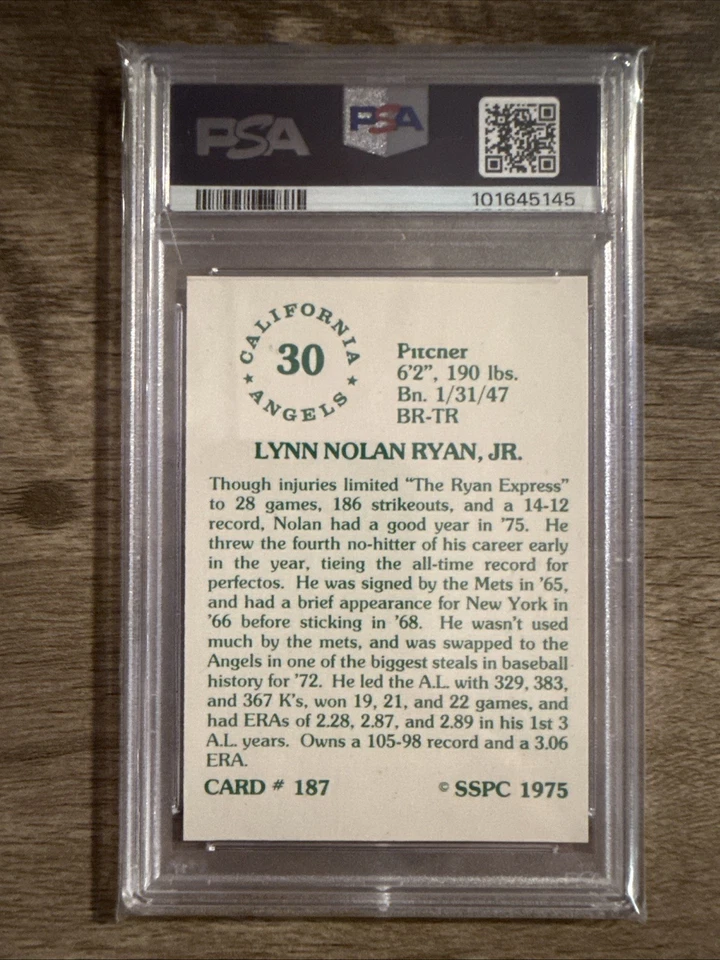 PSA
PSA
101645145
CALIFORNIA
30
ANGELS
Pitcher
6'2", 190 lbs.
Bn. 1/31/47
BR-TR
LYNN NOLAN RYAN, JR.
Though injuries limited "The Ryan Express"
to 28 games, 186 strikeouts, and a 14-12
record, Nolan had a good year in '75. He
threw the fourth no-hitter of his career early
in the year, tieing the all-time record for
perfectos. He was signed by the Mets in '65,
and had a brief appearance for New York in
'66 before sticking in '68. He wasn't used
much by the mets, and was swapped to the
Angels in one of the biggest steals in baseball
history for '72. He led the A.L. with 329, 383,
and 367 K's, won 19, 21, and 22 games, and
had ERAs of 2.28, 2.87, and 2.89 in his 1st 3
A.L. years. Owns a 105-98 record and a 3.06
ERA.
CARD # 187
© SSPC 1975